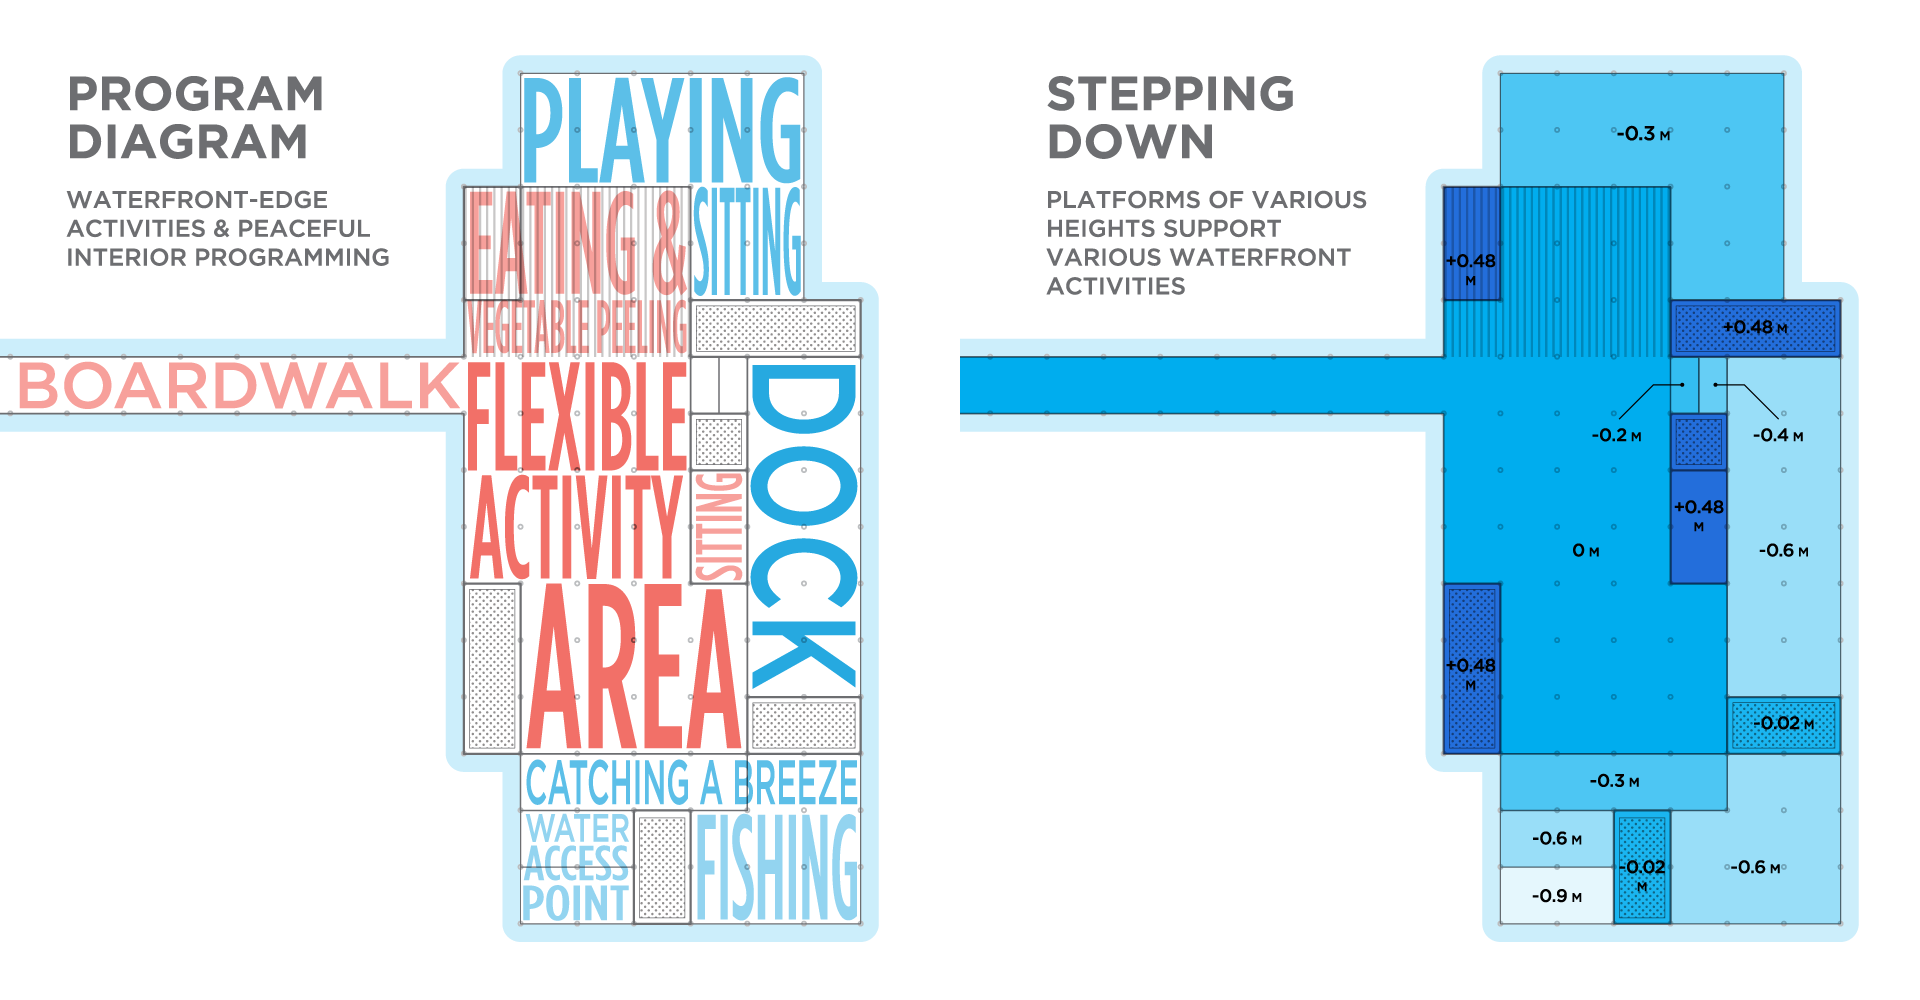 PROGRAM
DIAGRAM
WATERFRONT-EDGE
ACTIVITIES & PEACEFUL
INTERIOR PROGRAMMING
PLAYING
EATING &
SITTING
VEGETABLE PEELING
BOARDWALK
FLEXIBLE
ACTIVITY
AREA
SITTING
DOCK
CATCHING A BREEZE
WATER
ACCESS
POINT
FISHING
STEPPING
DOWN
PLATFORMS OF VARIOUS
HEIGHTS SUPPORT
VARIOUS WATERFRONT
ACTIVITIES
-0.3 M
+0.48
M
+0.48 M
-0.2 M
-0.4 M
+0.48
M
0 M
-0.6 M
+0.48
M
-0.02 M
-0.3 M
-0.6 M
-0.02
M
-0.6 M
-0.9 M